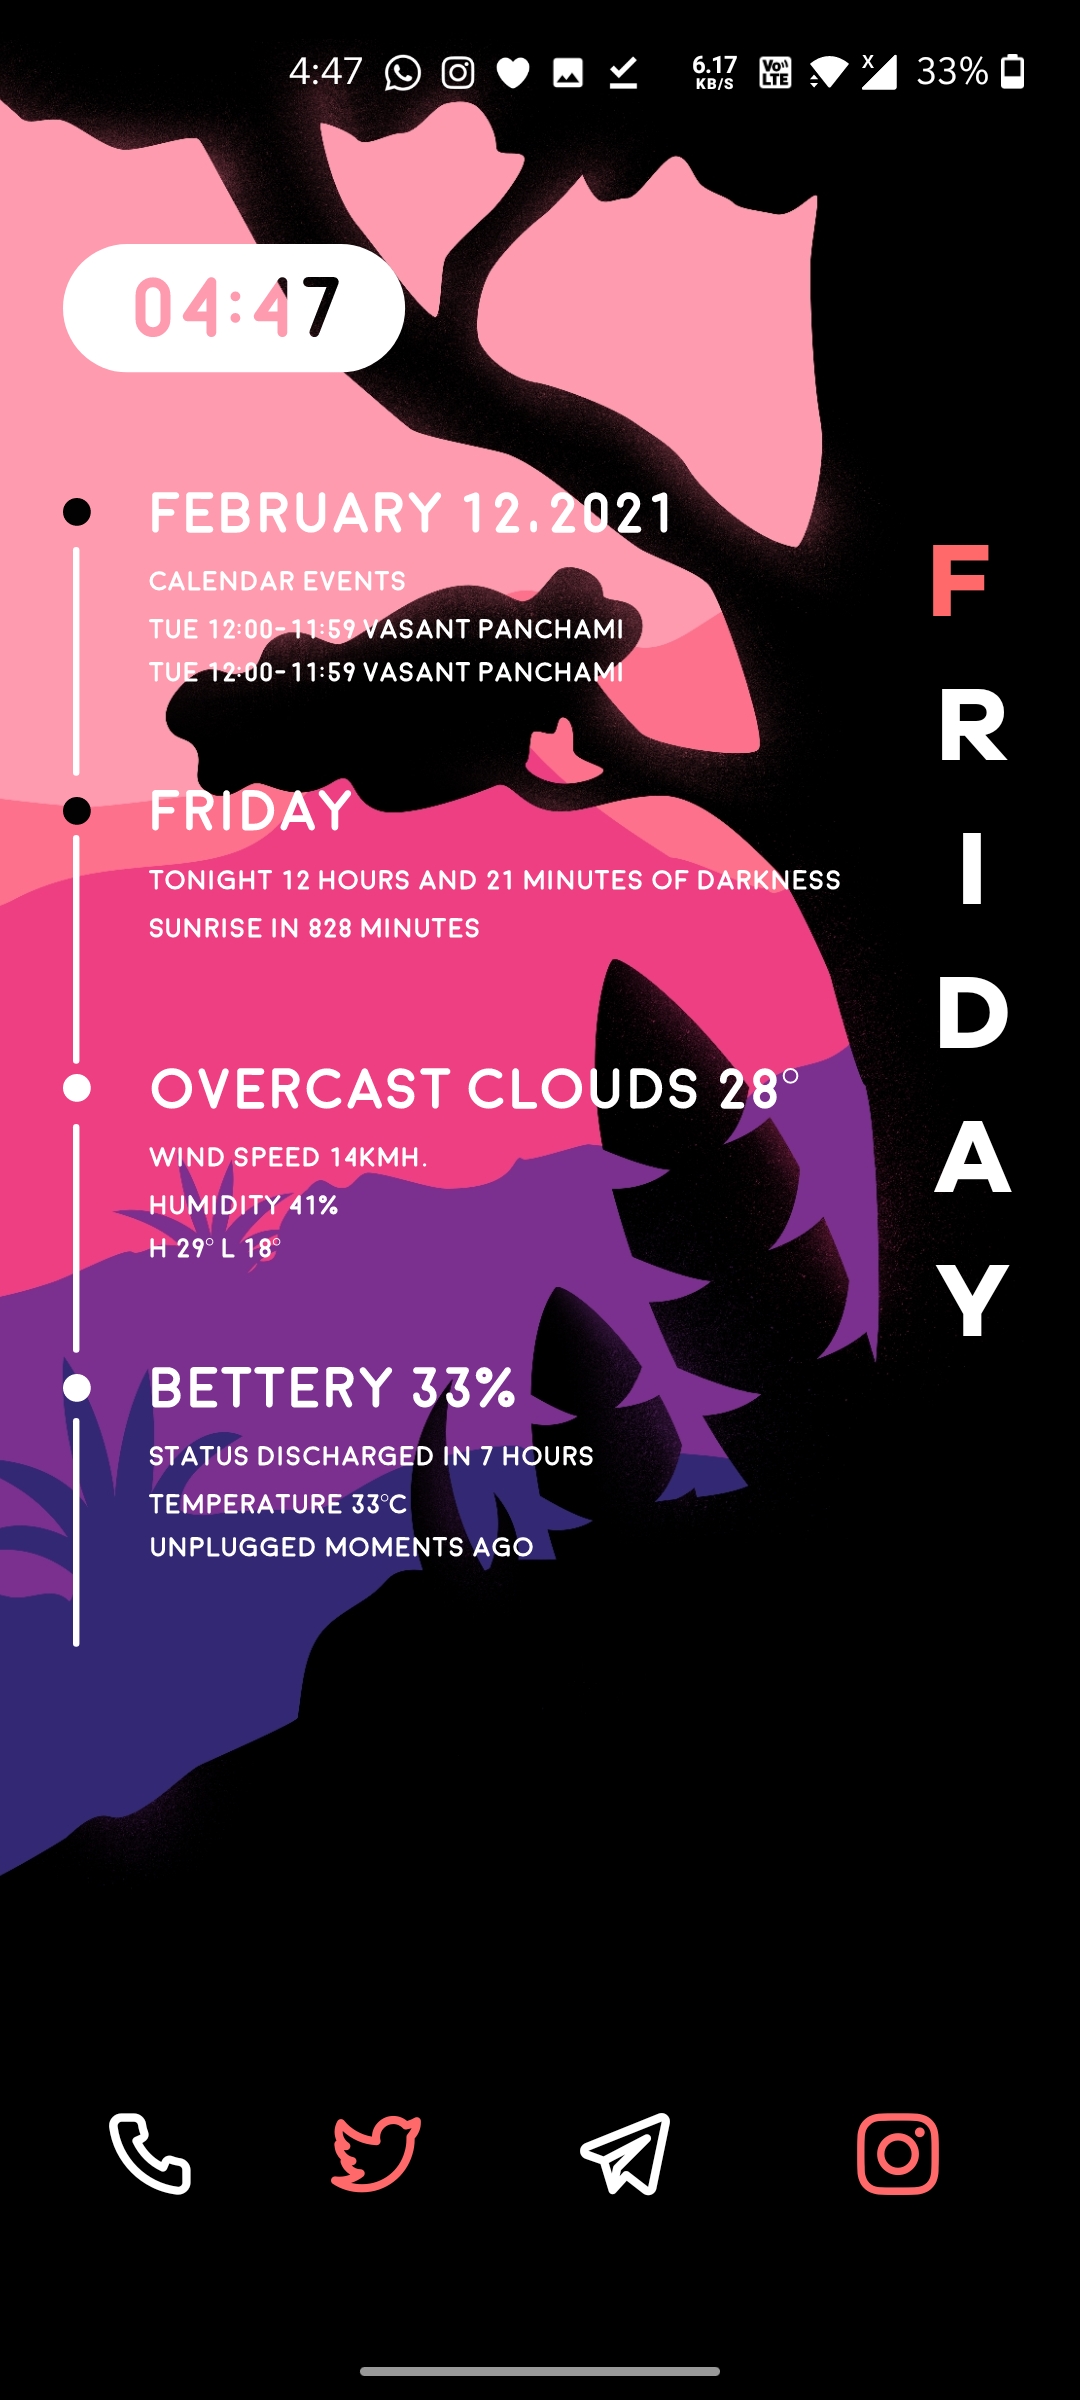 4:47 6.17 KB/S VoLTE X 33%
04:47
FEBRUARY 12.2021
CALENDAR EVENTS
TUE 12:00-11:59 VASANT PANCHAMI
TUE 12:00-11:59 VASANT PANCHAMI
FRIDAY
TONIGHT 12 HOURS AND 21 MINUTES OF DARKNESS
SUNRISE IN 828 MINUTES
OVERCAST CLOUDS 28°
WIND SPEED 14KMH.
HUMIDITY 41%
H 29° L 18°
BETTERY 33%
STATUS DISCHARGED IN 7 HOURS
TEMPERATURE 33°C
UNPLUGGED MOMENTS AGO
F
R
I
D
A
Y